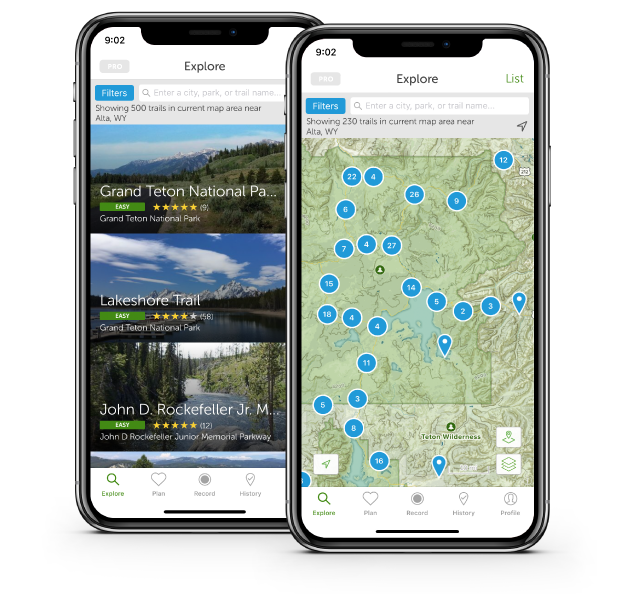 9:02
PRO
Explore
Filters
Enter a city, park, or trail name...
Showing 500 trails in current map area near
Alta, WY
Grand Teton National Pa...
EASY
(9)
Grand Teton National Park
Lakeshore Trail
EASY
(58)
Grand Teton National Park
John D. Rockefeller Jr. M...
EASY
(12)
John D Rockefeller Junior Memorial Parkway
Explore
Plan
Record
History
9:02
PRO
Explore
List
Filters
Enter a city, park, or trail name...
Showing 230 trails in current map area near
Alta, WY
12
22
4
26
9
6
7
4
27
15
14
5
2
3
18
4
4
11
5
3
8
Teton Wilderness
16
Explore
Plan
Record
History
Profile